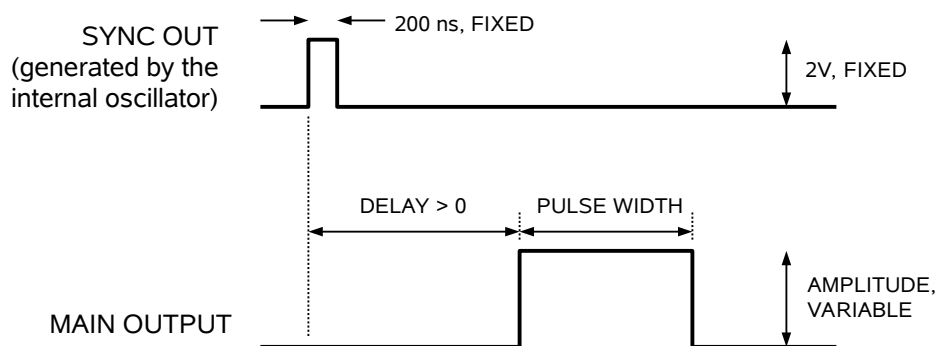 200 ns, FIXED
SYNC OUT
(generated by the
internal oscillator)
2V, FIXED
DELAY > 0
PULSE WIDTH
AMPLITUDE,
VARIABLE
MAIN OUTPUT